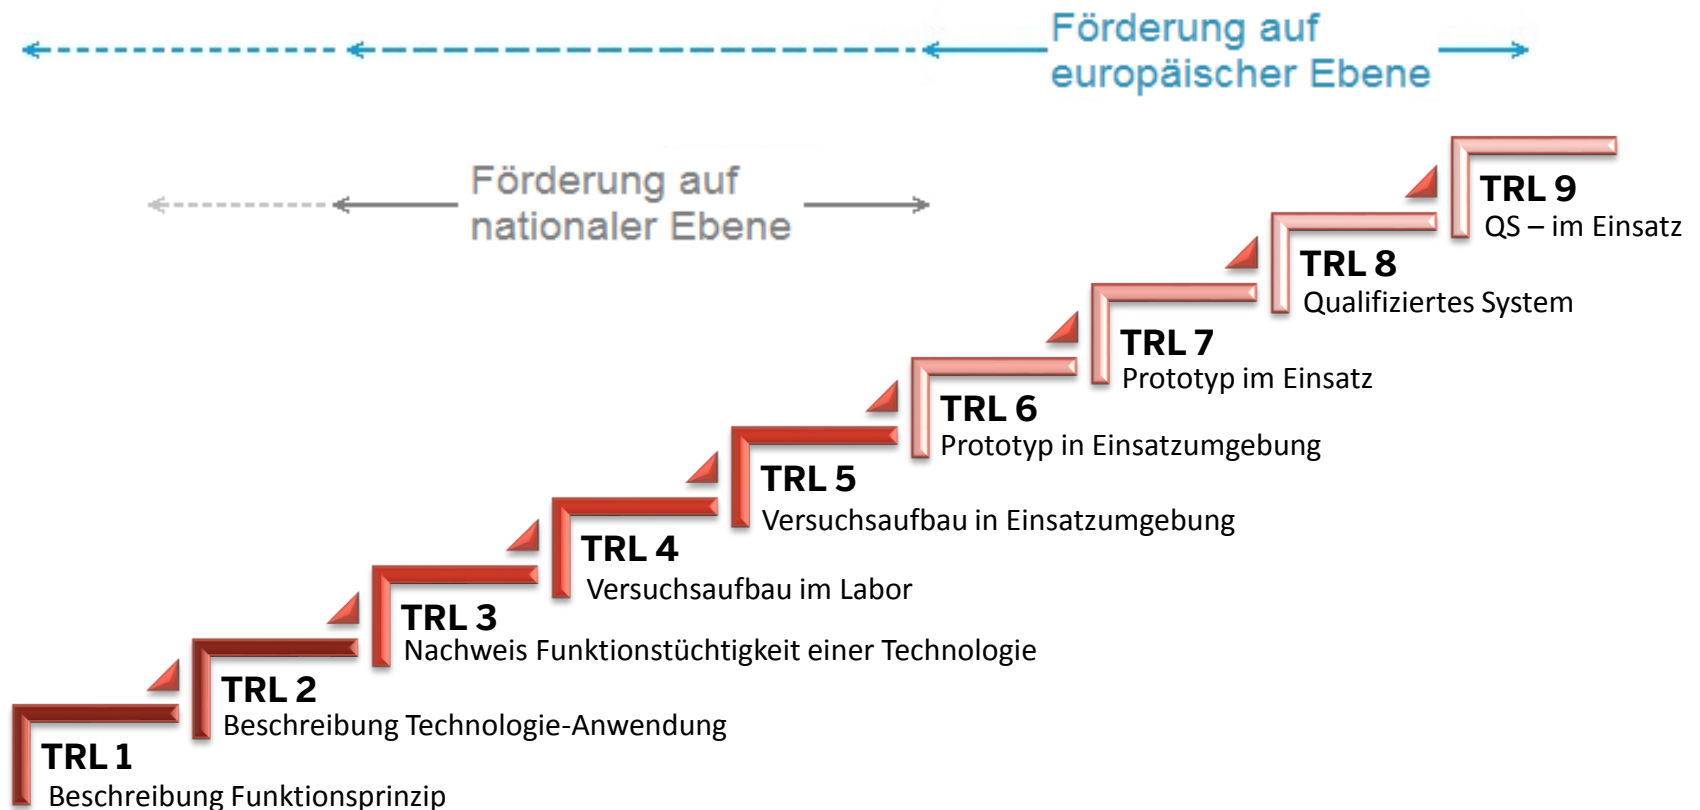 Förderung auf
europäischer Ebene
Förderung auf
nationaler Ebene
TRL 9
QS – im Einsatz
TRL 8
Qualifiziertes System
TRL 7
Prototyp im Einsatz
TRL 6
Prototyp in Einsatzumgebung
TRL 5
Versuchsaufbau in Einsatzumgebung
TRL 4
Versuchsaufbau im Labor
TRL 3
Nachweis Funktionstüchtigkeit einer Technologie
TRL 2
Beschreibung Technologie-Anwendung
TRL 1
Beschreibung Funktionsprinzip